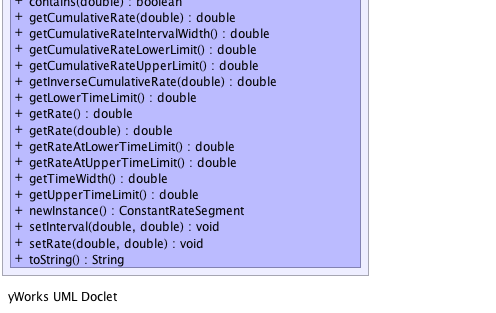 + contains(double) : boolean
+ getCumulativeRate(double) : double
+ getCumulativeRateIntervalWidth() : double
+ getCumulativeRateLowerLimit() : double
+ getCumulativeRateUpperLimit() : double
+ getInverseCumulativeRate(double) : double
+ getLowerTimeLimit() : double
+ getRate() : double
+ getRate(double) : double
+ getRateAtLowerTimeLimit() : double
+ getRateAtUpperTimeLimit() : double
+ getTimeWidth() : double
+ getUpperTimeLimit() : double
+ newInstance() : ConstantRateSegment
+ setInterval(double, double) : void
+ setRate(double, double) : void
+ toString() : String
yWorks UML Doclet